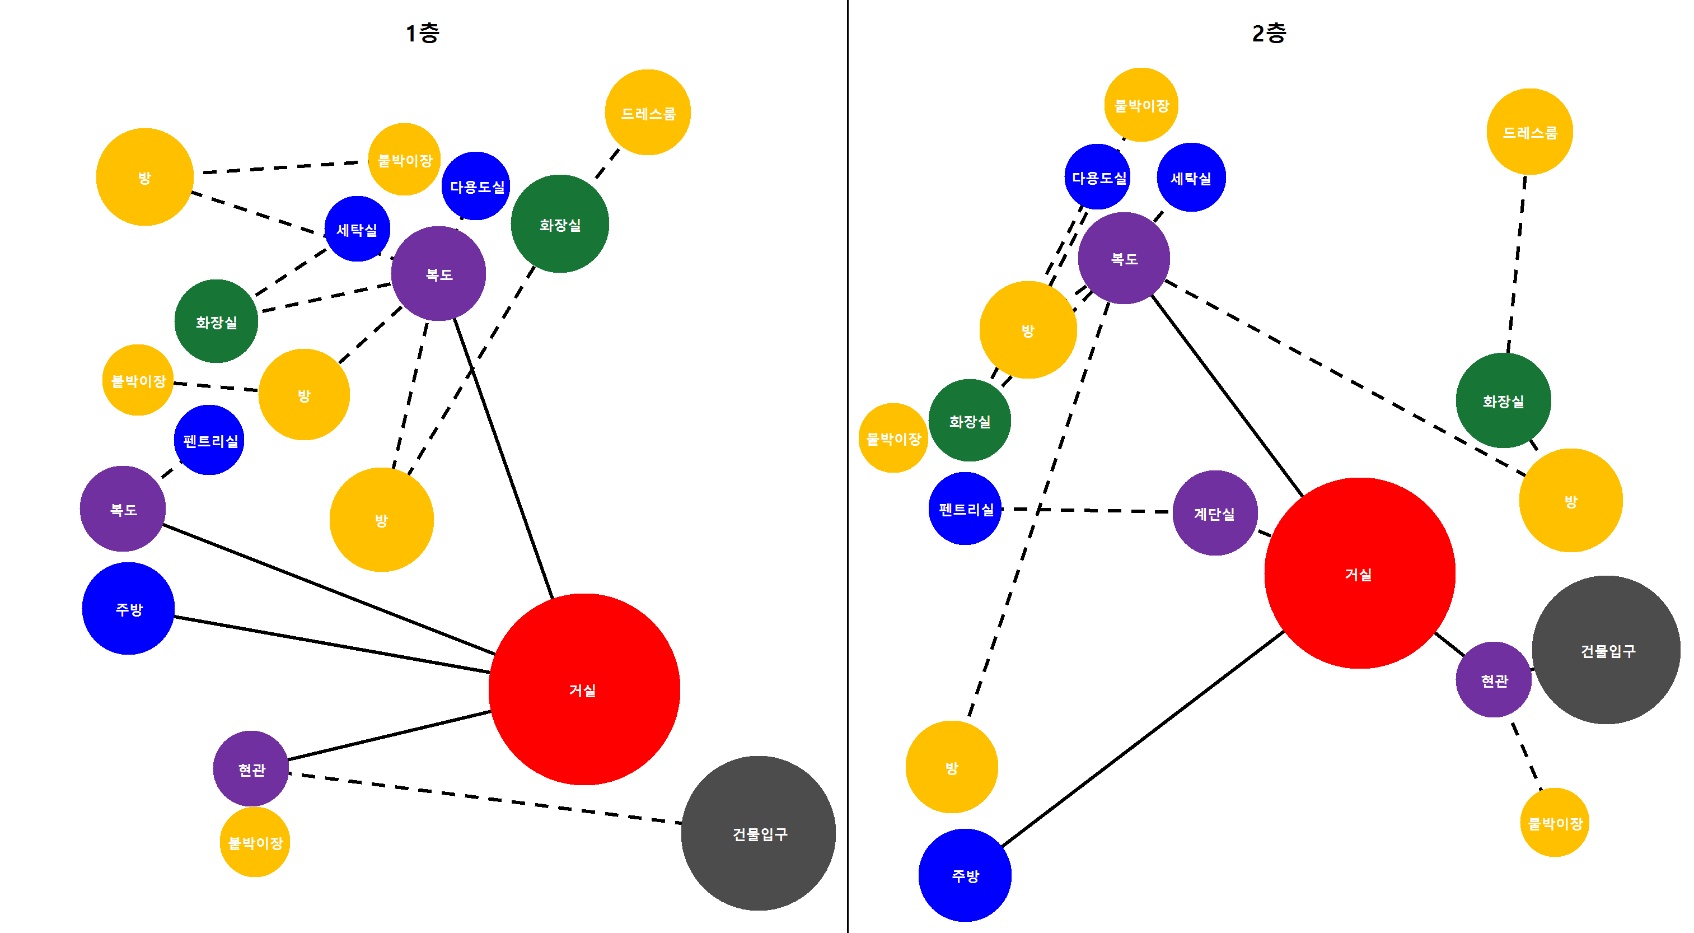 1층
드레스룸
붙박이장
방
다용도실
화장실
세탁실
복도
화장실
붙박이장
방
펜트리실
복도
방
주방
거실
현관
건물입구
붙박이장
2층
붙박이장
드레스룸
다용도실
세탁실
복도
방
화장실
화장실
붙박이장
펜트리실
계단실
방
거실
건물입구
현관
방
붙박이장
주방